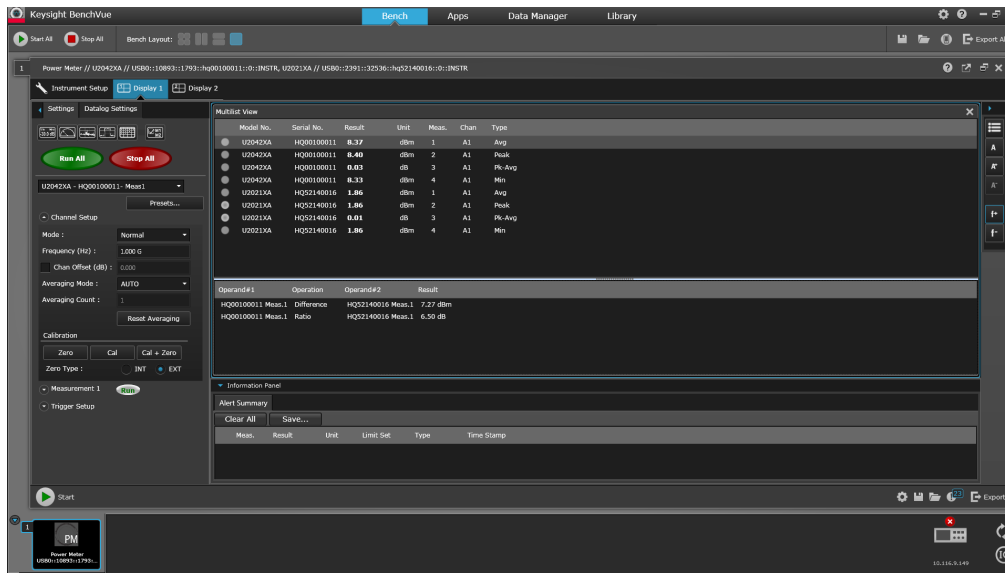 Keysight BenchVue
Bench Apps Data Manager Library
Start All Stop All Bench Layout: Export Al
1 Power Meter // U2042XA // USB0::10893::1793::hq00100011::0::INSTR, U2021XA // USB0::2391::32536::hq52140016::0::INSTR
Instrument Setup Display 1 Display 2
Settings Datalog Settings
Run All Stop All
U2042XA - HQ00100011- Meas1
Presets...
Channel Setup
Mode : Normal
Frequency (Hz) : 1.000 G
Chan Offset (dB) : 0.000
Averaging Mode : AUTO
Averaging Count : 1
Reset Averaging
Calibration
Zero Cal Cal + Zero
Zero Type : INT EXT
Measurement 1 Run
Trigger Setup
Multilist View
Model No. Serial No. Result Unit Meas. Chan Type
U2042XA HQ00100011 8.37 dBm 1 A1 Avg
U2042XA HQ00100011 8.40 dBm 2 A1 Peak
U2042XA HQ00100011 0.03 dB 3 A1 Pk-Avg
U2042XA HQ00100011 8.33 dBm 4 A1 Min
U2021XA HQ52140016 1.86 dBm 1 A1 Avg
U2021XA HQ52140016 1.86 dBm 2 A1 Peak
U2021XA HQ52140016 0.01 dB 3 A1 Pk-Avg
U2021XA HQ52140016 1.86 dBm 4 A1 Min
Operand#1 Operation Operand#2 Result
HQ00100011 Meas.1 Difference HQ52140016 Meas.1 7.27 dBm
HQ00100011 Meas.1 Ratio HQ52140016 Meas.1 6.50 dB
Information Panel
Alert Summary
Clear All Save...
Meas. Result Unit Limit Set Type Time Stamp
A
A+
A-
f+
f-
Start 23 Export
1
PM
Power Meter
USB0::10893::1793:...
10.116.9.149